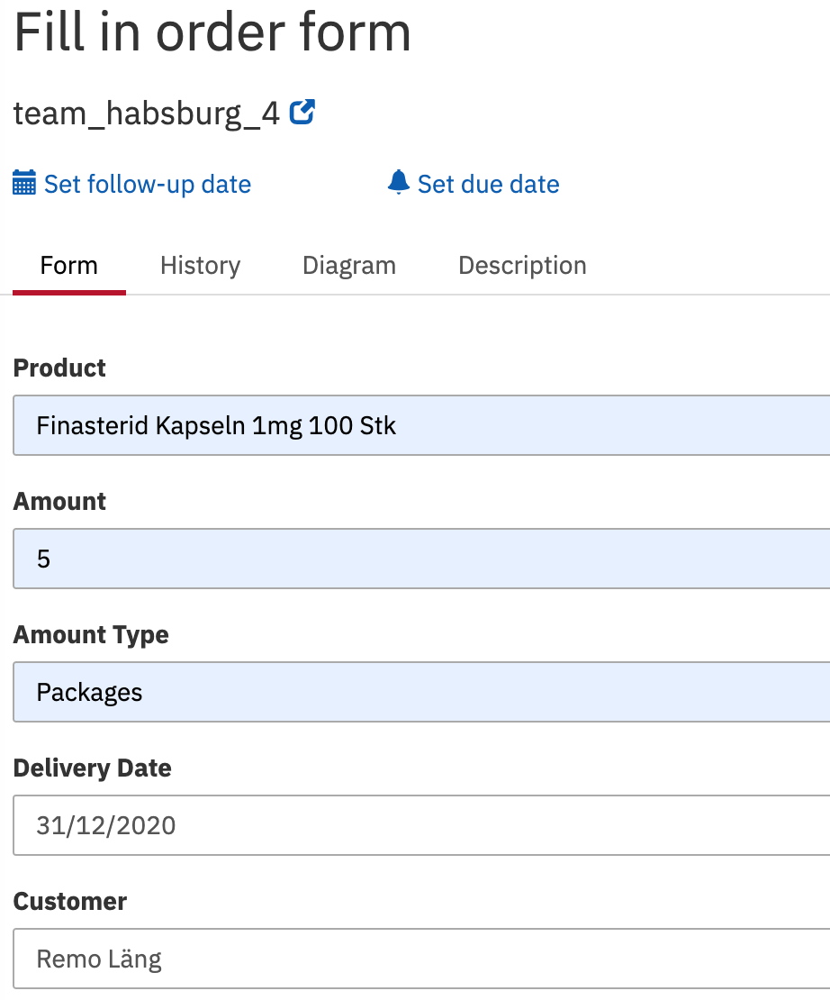 Fill in order form
team_habsburg_4
Set follow-up date Set due date
Form History Diagram Description
Product
Finasterid Kapseln 1mg 100 Stk
Amount
5
Amount Type
Packages
Delivery Date
31/12/2020
Customer
Remo Läng